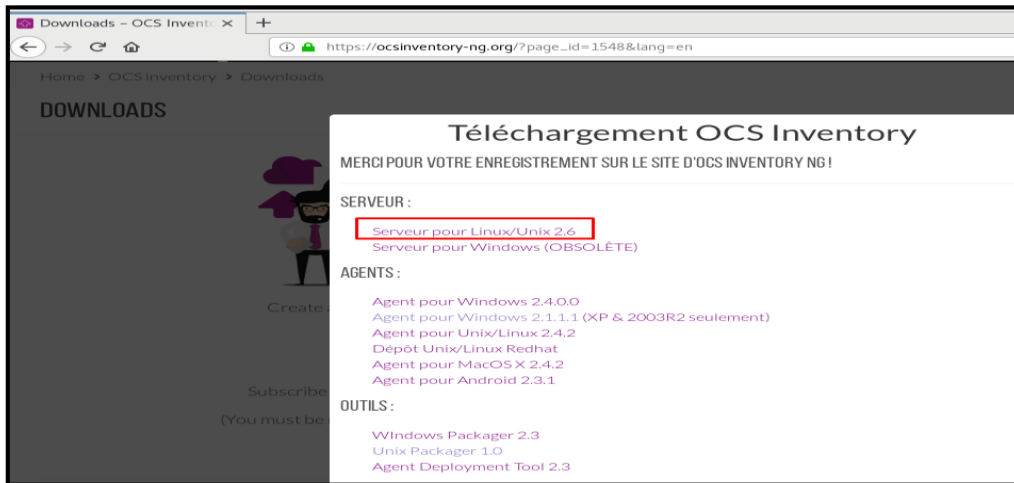 Downloads – OCS Invento
https://ocsinventory-ng.org/?page_id=1548&lang=en
Home > OCS inventory > Downloads
DOWNLOADS
Téléchargement OCS Inventory
MERCI POUR VOTRE ENREGISTREMENT SUR LE SITE D'OCS INVENTORY NG !
SERVEUR :
Serveur pour Linux/Unix 2.6
Serveur pour Windows (OBSOLÈTE)
AGENTS :
Agent pour Windows 2.4.0.0
Create
Agent pour Windows 2.1.1.1 (XP & 2003R2 seulement)
Agent pour Unix/Linux 2.4.2
Dépôt Unix/Linux Redhat
Agent pour MacOSX 2.4.2
Agent pour Android 2.3.1
Subscribe
OUTILS :
(You must be
WIndows Packager 2.3
Unix Packager 1.0
Agent Deployment Tool 2.3